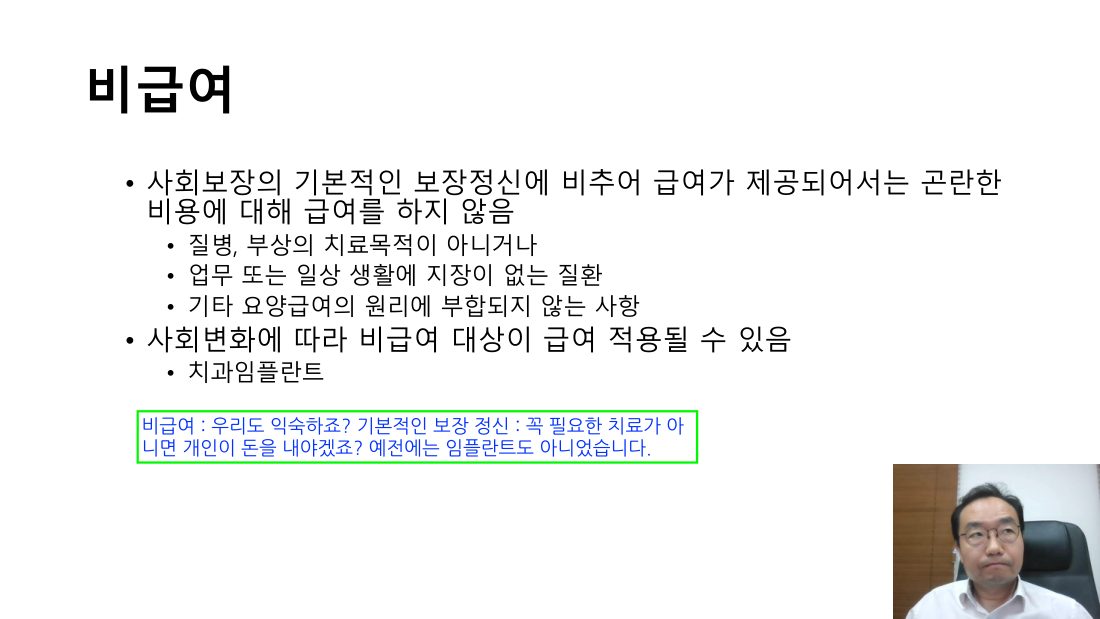 비급여
• 사회보장의 기본적인 보장정신에 비추어 급여가 제공되어서는 곤란한
비용에 대해 급여를 하지 않음
• 질병, 부상의 치료목적이 아니거나
• 업무 또는 일상 생활에 지장이 없는 질환
• 기타 요양급여의 원리에 부합되지 않는 사항
• 사회변화에 따라 비급여 대상이 급여 적용될 수 있음
• 치과임플란트
비급여 : 우리도 익숙하죠? 기본적인 보장 정신 : 꼭 필요한 치료가 아
니면 개인이 돈을 내야겠죠? 예전에는 임플란트도 아니었습니다.